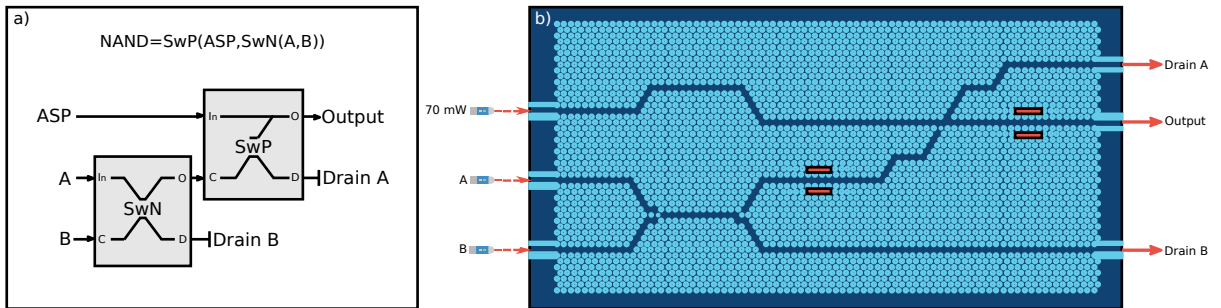 a)
NAND=SwP(ASP,SwN(A,B))
ASP
In
O
Output
SwP
C
D
Drain A
A
In
O
SwN
B
C
D
Drain B
b)
70 mW
A
B
Drain A
Output
Drain B